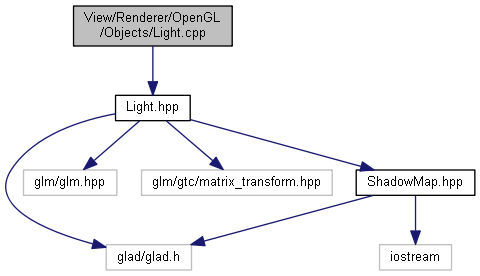 View/Renderer/OpenGL
/Objects/Light.cpp
Light.hpp
glm/glm.hpp
glm/gtc/matrix_transform.hpp
ShadowMap.hpp
glad/glad.h
iostream